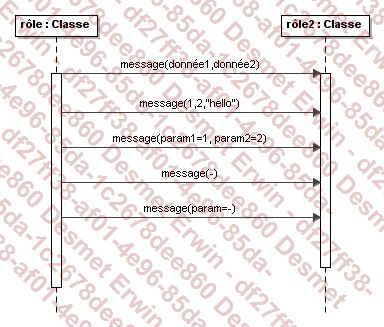 rôle : Classe
rôle2 : Classe
message(donnée1,donnée2)
message(1,2,"hello")
message(param1=1, param2=2)
message(-)
message(param=-)